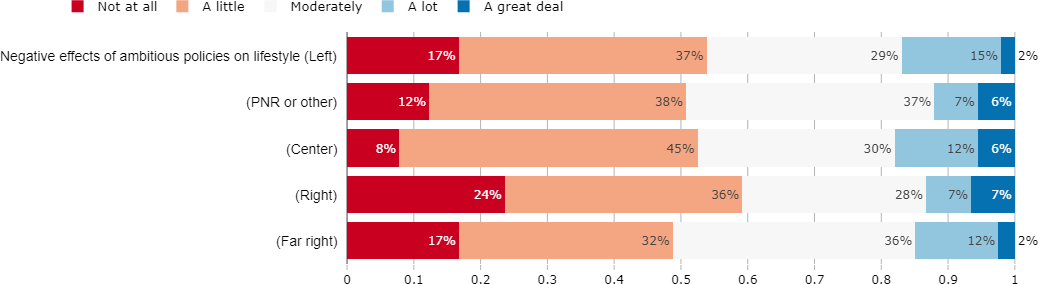 Not at all A little Moderately A lot A great deal
Negative effects of ambitious policies on lifestyle (Left) 17% 37% 29% 15% 2%
(PNR or other) 12% 38% 37% 7% 6%
(Center) 8% 45% 30% 12% 6%
(Right) 24% 36% 28% 7% 7%
(Far right) 17% 32% 36% 12% 2%
0 0.1 0.2 0.3 0.4 0.5 0.6 0.7 0.8 0.9 1